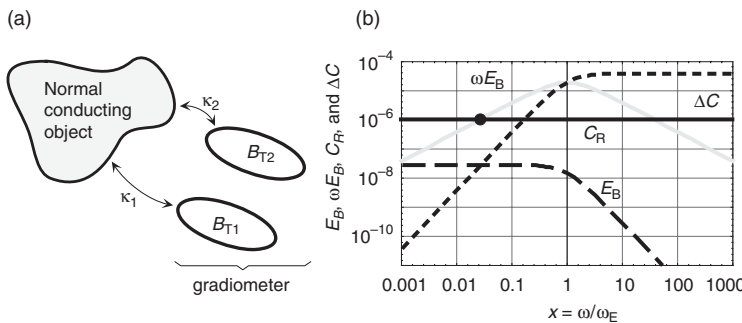 (a)
Normal
conducting
object
κ2
BT2
κ1
BT1
gradiometer
(b)
EB, ωEB, CR, and ΔC
10−4
10−6
10−8
10−10
ωEB
ΔC
CR
EB
0.001 0.01 0.1 1 10 100 1000
x = ω/ωE